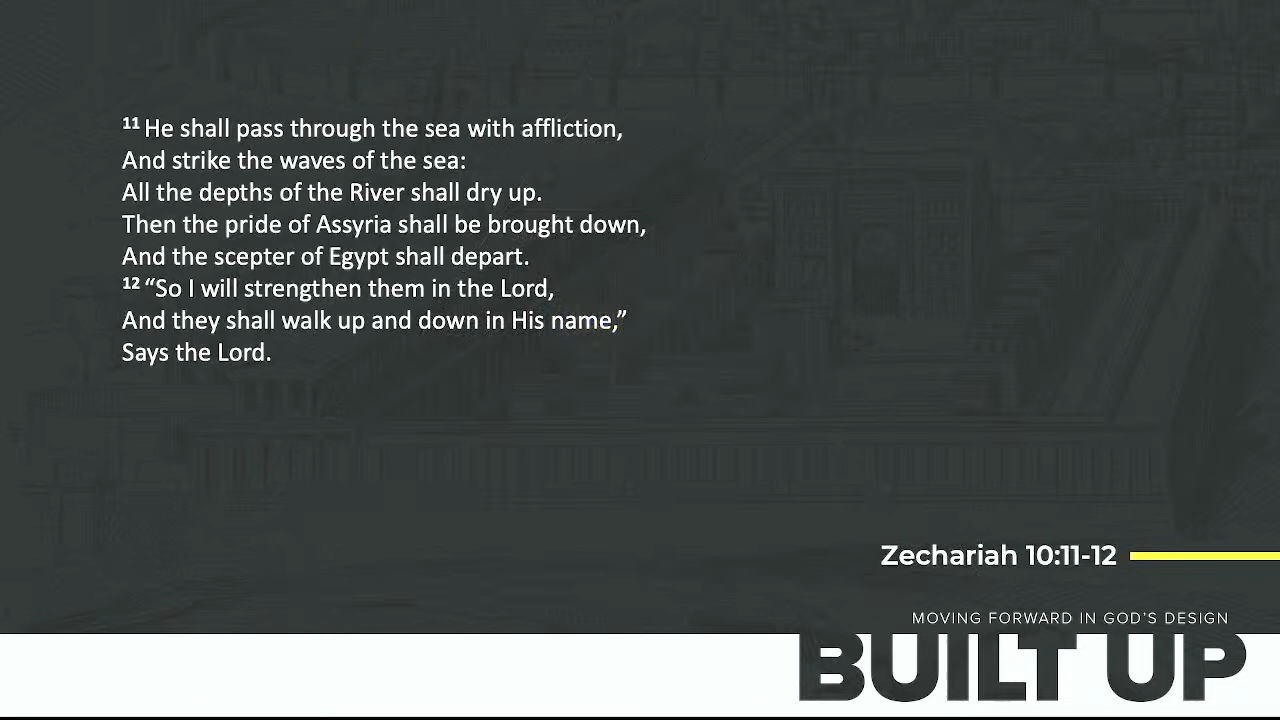 11 He shall pass through the sea with affliction,
And strike the waves of the sea:
All the depths of the River shall dry up.
Then the pride of Assyria shall be brought down,
And the scepter of Egypt shall depart.
12 “So I will strengthen them in the Lord,
And they shall walk up and down in His name,”
Says the Lord.
Zechariah 10:11-12
MOVING FORWARD IN GOD’S DESIGN
BUILT UP